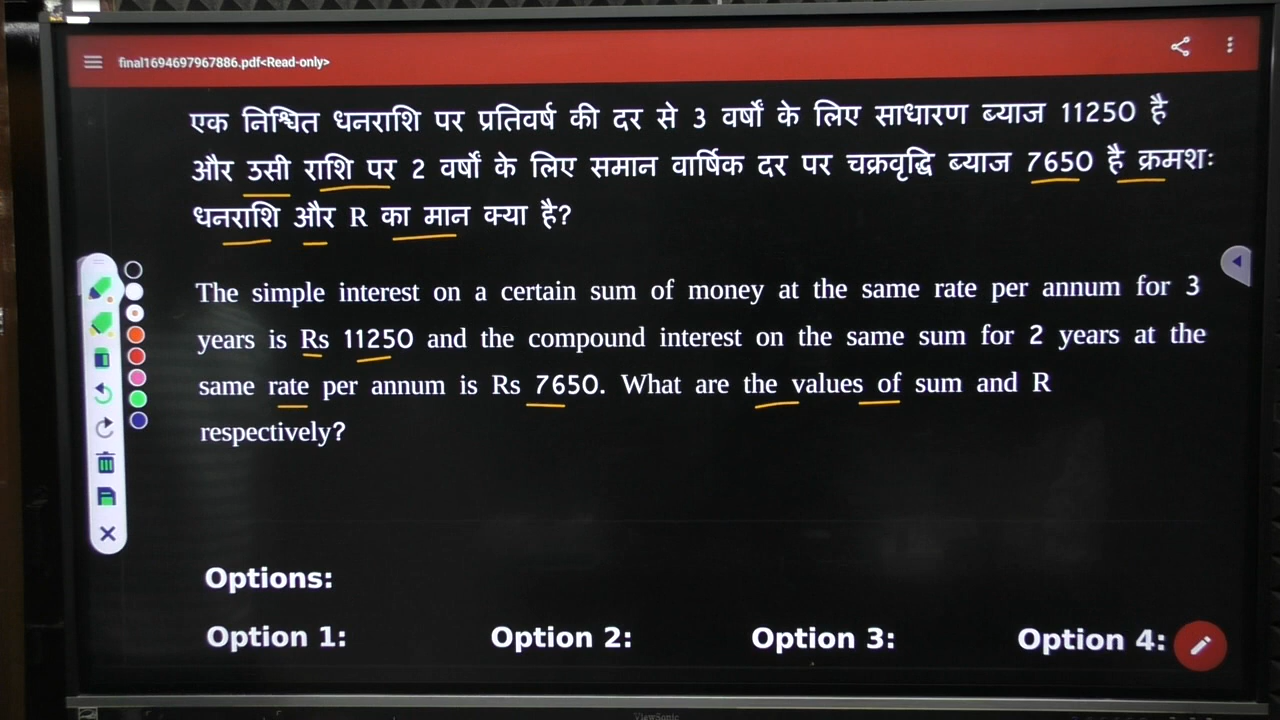 final1694697967886.pdf<Read-only>
एक निश्चित धनराशि पर प्रतिवर्ष की दर से 3 वर्षों के लिए साधारण ब्याज 11250 है
और उसी राशि पर 2 वर्षों के लिए समान वार्षिक दर पर चक्रवृद्धि ब्याज 7650 है क्रमशः
धनराशि और R का मान क्या है?
The simple interest on a certain sum of money at the same rate per annum for 3
years is Rs 11250 and the compound interest on the same sum for 2 years at the
same rate per annum is Rs 7650. What are the values of sum and R
respectively?
Options:
Option 1: Option 2: Option 3: Option 4:
ViewSonic